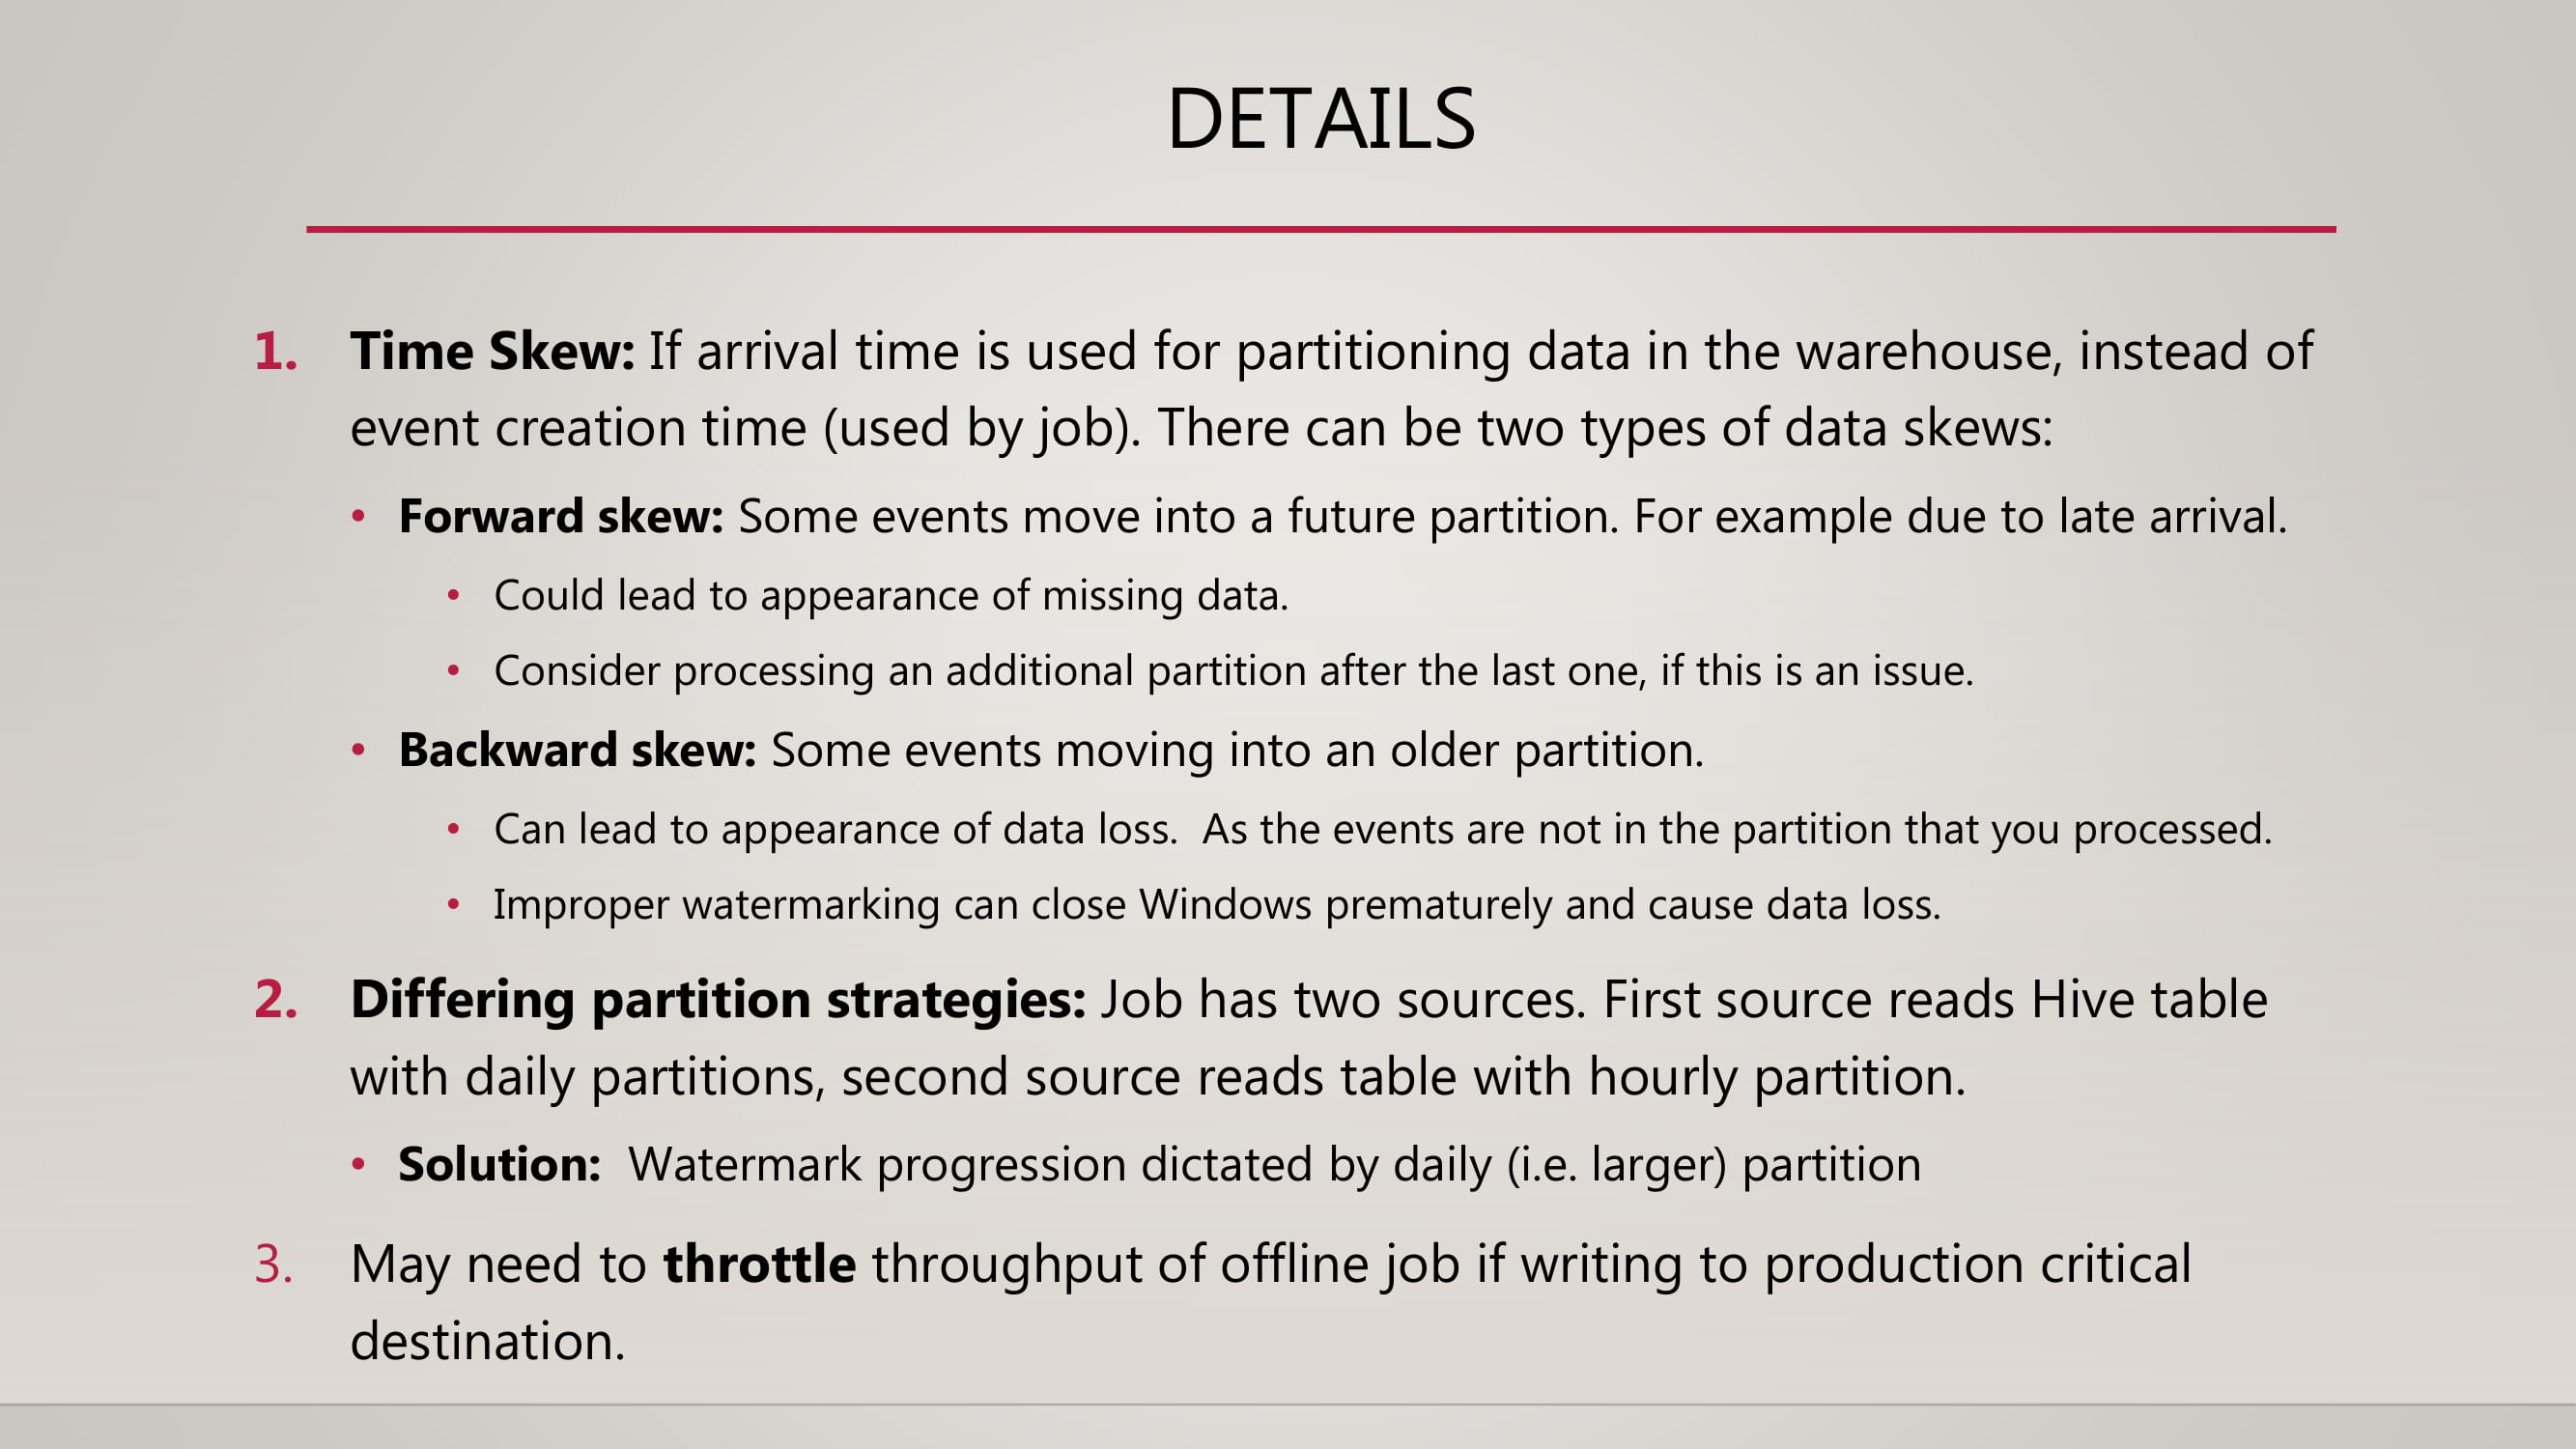 DETAILS
1. Time Skew: If arrival time is used for partitioning data in the warehouse, instead of
event creation time (used by job). There can be two types of data skews:
• Forward skew: Some events move into a future partition. For example due to late arrival.
• Could lead to appearance of missing data.
• Consider processing an additional partition after the last one, if this is an issue.
• Backward skew: Some events moving into an older partition.
• Can lead to appearance of data loss.  As the events are not in the partition that you processed.
• Improper watermarking can close Windows prematurely and cause data loss.
2. Differing partition strategies: Job has two sources. First source reads Hive table
with daily partitions, second source reads table with hourly partition.
• Solution:  Watermark progression dictated by daily (i.e. larger) partition
3. May need to throttle throughput of offline job if writing to production critical
destination.